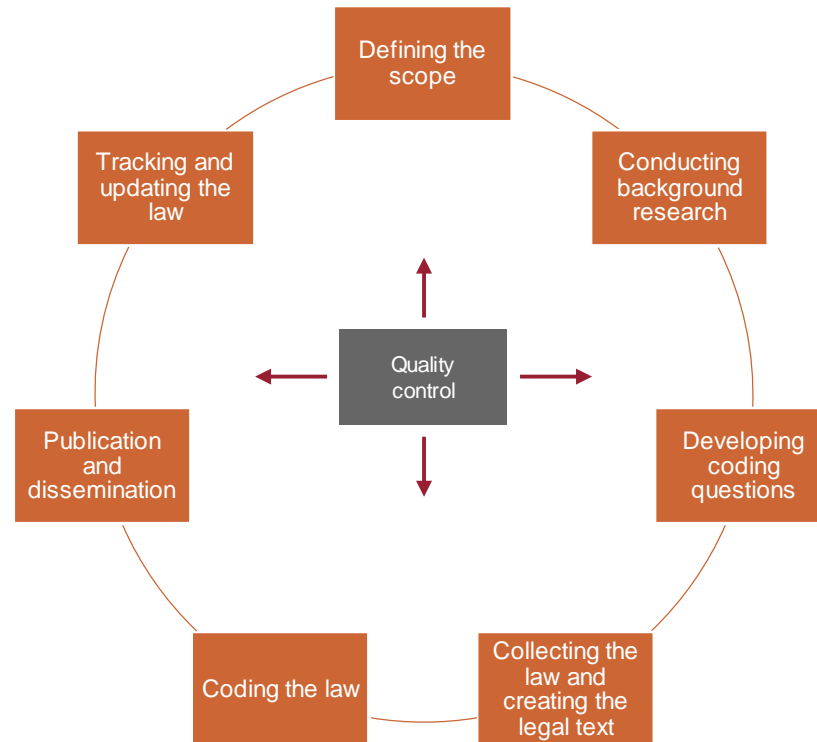 Defining the
scope
Conducting
background
research
Developing
coding
questions
Collecting the
law and
creating the
legal text
Coding the law
Publication
and
dissemination
Tracking and
updating the
law
Quality
control